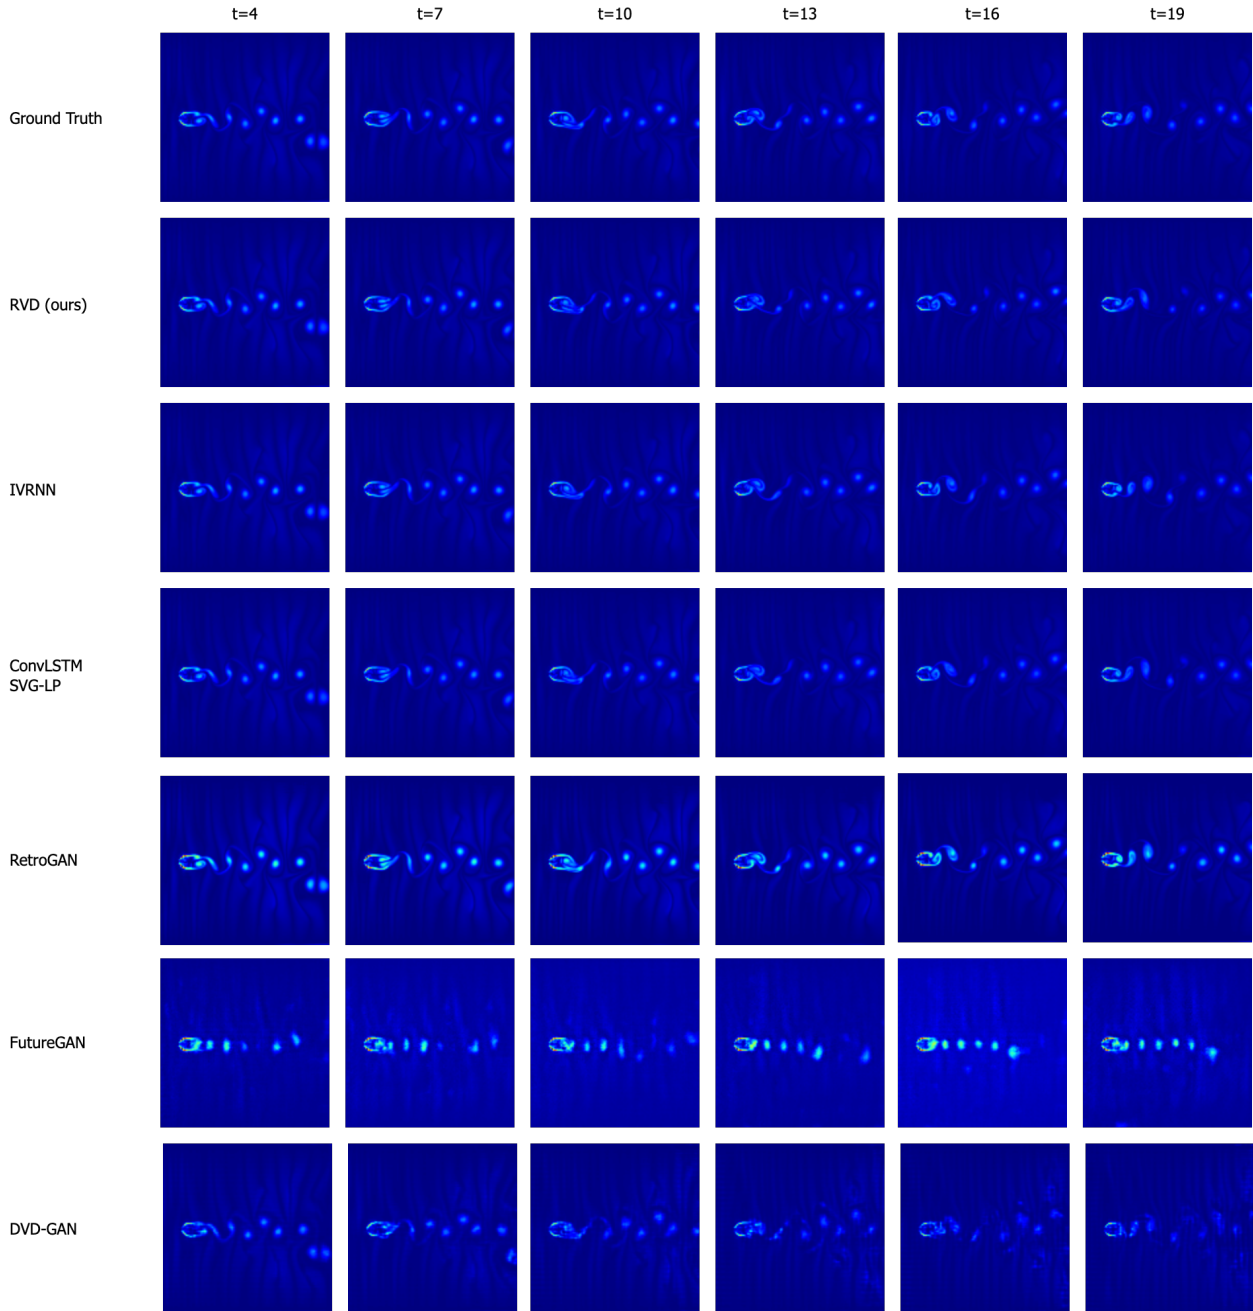 t=4 t=7 t=10 t=13 t=16 t=19
Ground Truth
RVD (ours)
IVRNN
ConvLSTM
SVG-LP
RetroGAN
FutureGAN
DVD-GAN